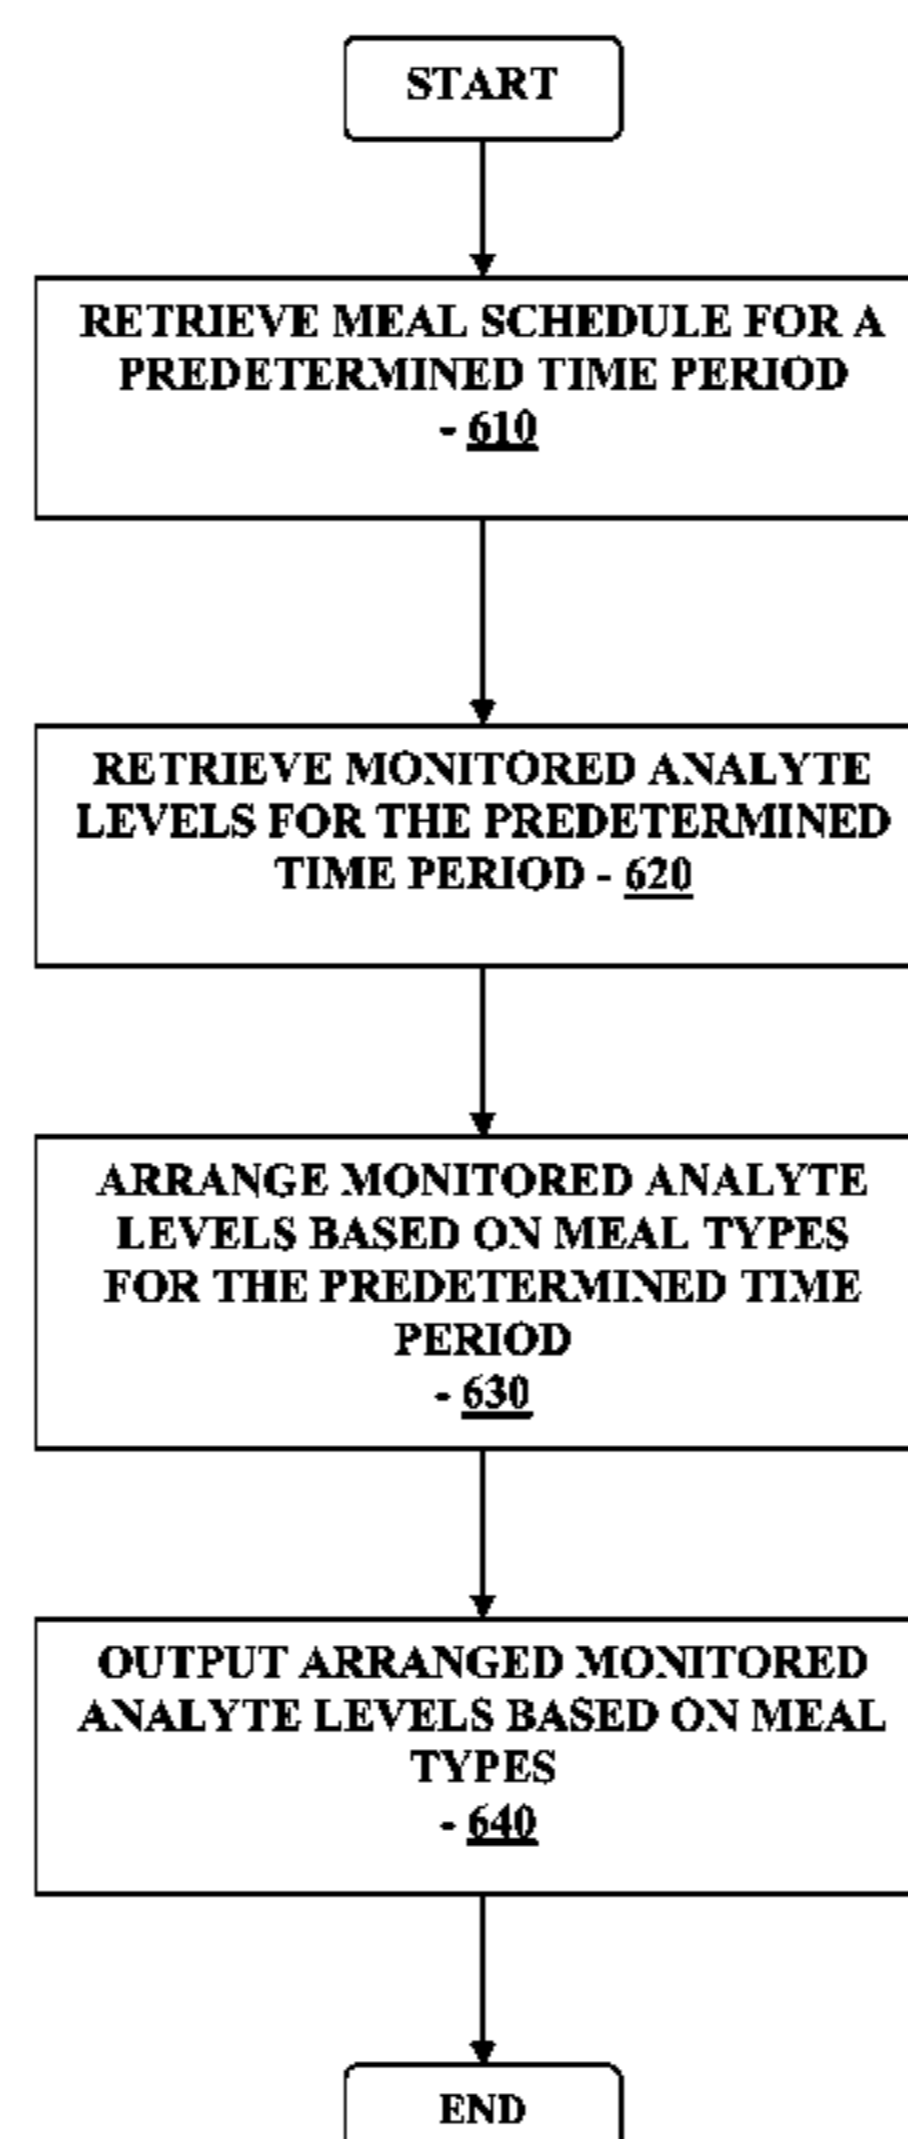 START
RETRIEVE MEAL SCHEDULE FOR A
PREDETERMINED TIME PERIOD
- 610
RETRIEVE MONITORED ANALYTE
LEVELS FOR THE PREDETERMINED
TIME PERIOD - 620
ARRANGE MONITORED ANALYTE
LEVELS BASED ON MEAL TYPES
FOR THE PREDETERMINED TIME
PERIOD
- 630
OUTPUT ARRANGED MONITORED
ANALYTE LEVELS BASED ON MEAL
TYPES
- 640
END